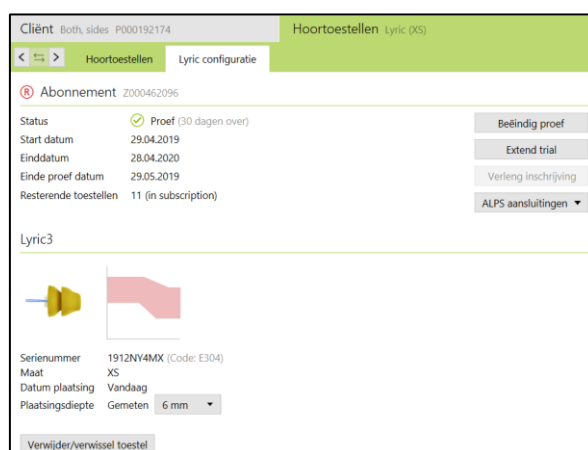 Cliënt Both, sides P000192174
Hoortoestellen Lyric (XS)
Hoortoestellen Lyric configuratie
R Abonnement Z000462096
Status Proef (30 dagen over)
Beëindig proef
Start datum 29.04.2019
Extend trial
Einddatum 28.04.2020
Einde proef datum 29.05.2019
Verleng inschrijving
Resterende toestellen 11 (in subscription)
ALPS aansluitingen
Lyric3
Serienummer 1912NY4MX (Code: E304)
Maat XS
Datum plaatsing Vandaag
Plaatsingsdiepte Gemeten 6 mm
Verwijder/verwissel toestel